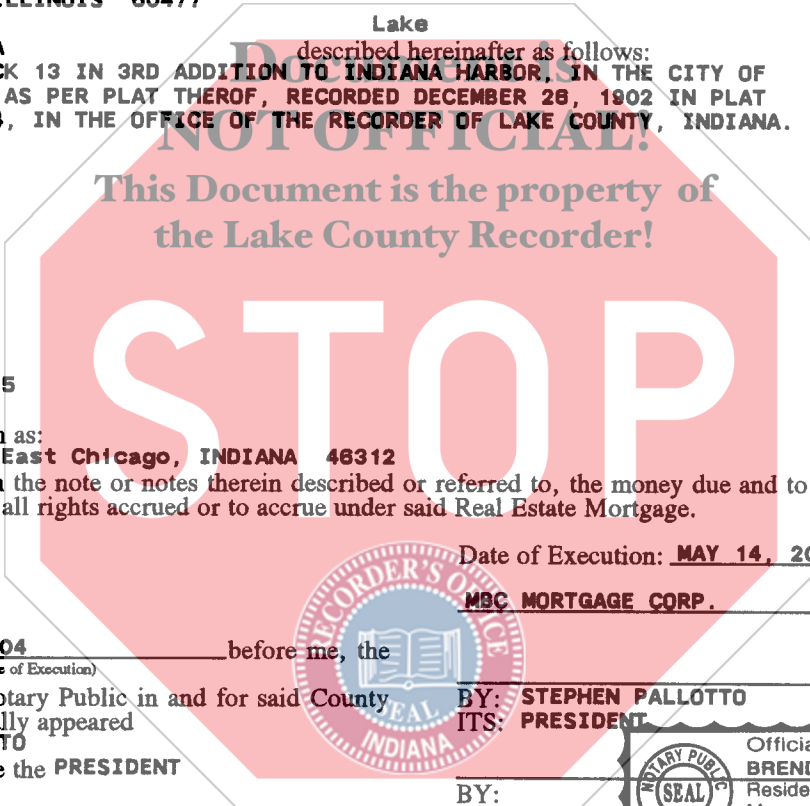 ILLINOIS 60477
Lake
A described hereinafter as follows:
CK 13 IN 3RD ADDITION TO INDIANA HARBOR, IN THE CITY OF
AS PER PLAT THEROF, RECORDED DECEMBER 26, 1902 IN PLAT
, IN THE OFFICE OF THE RECORDER OF LAKE COUNTY, INDIANA.
Document is
NOT OFFICIAL!
This Document is the property of
the Lake County Recorder!
STOP
5
n as:
East Chicago, INDIANA 46312
the note or notes therein described or referred to, the money due and to
all rights accrued or to accrue under said Real Estate Mortgage.
Date of Execution: MAY 14, 20
MBC MORTGAGE CORP.
04 before me, the
e of Execution)
otary Public in and for said County
lly appeared
TO
e the PRESIDENT
BY: STEPHEN PALLOTTO
ITS: PRESIDENT
BY:
RECORDER'S OFFICE
SEAL
INDIANA
NOTARY PUBLIC
SEAL
Officia
BREND
Reside